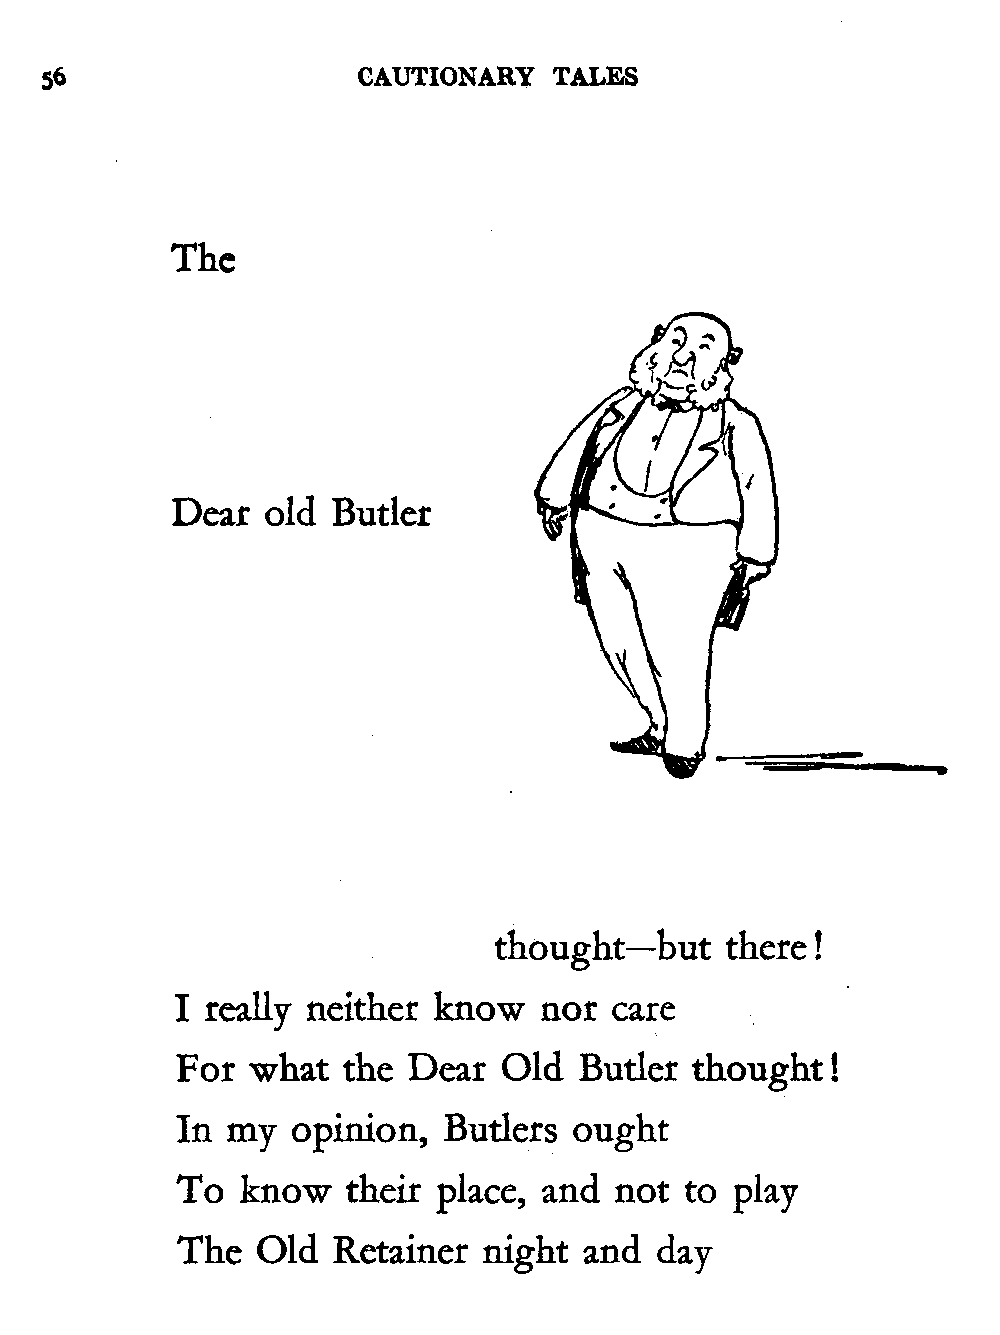 56 CAUTIONARY TALES
The
Dear old Butler
thought—but there!
I really neither know nor care
For what the Dear Old Butler thought!
In my opinion, Butlers ought
To know their place, and not to play
The Old Retainer night and day